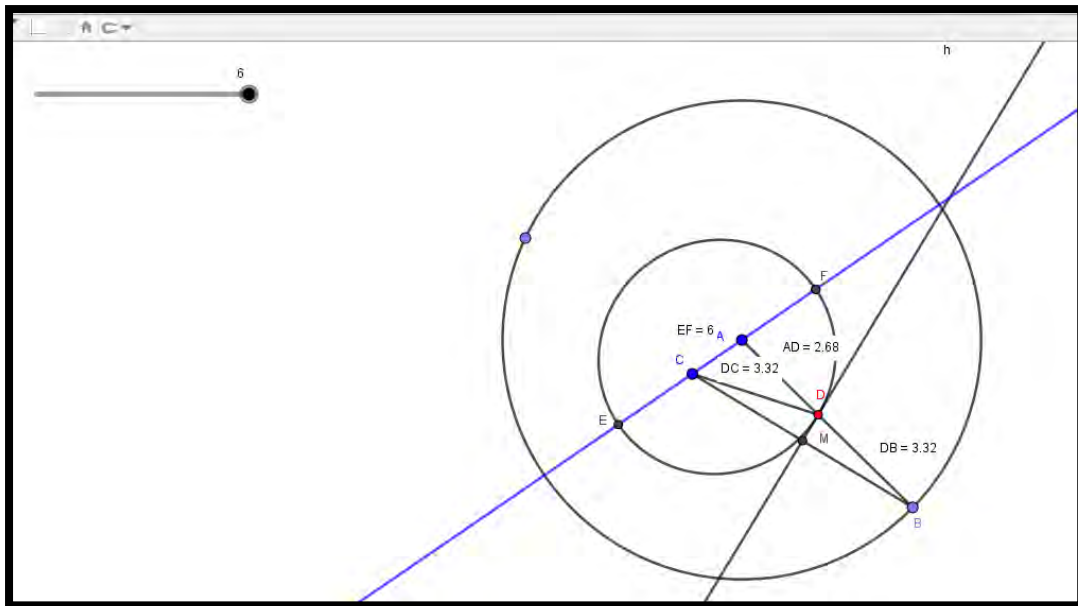 h
6
F
EF = 6
A
AD = 2.68
C
DC = 3.32
D
E
M
DB = 3.32
B